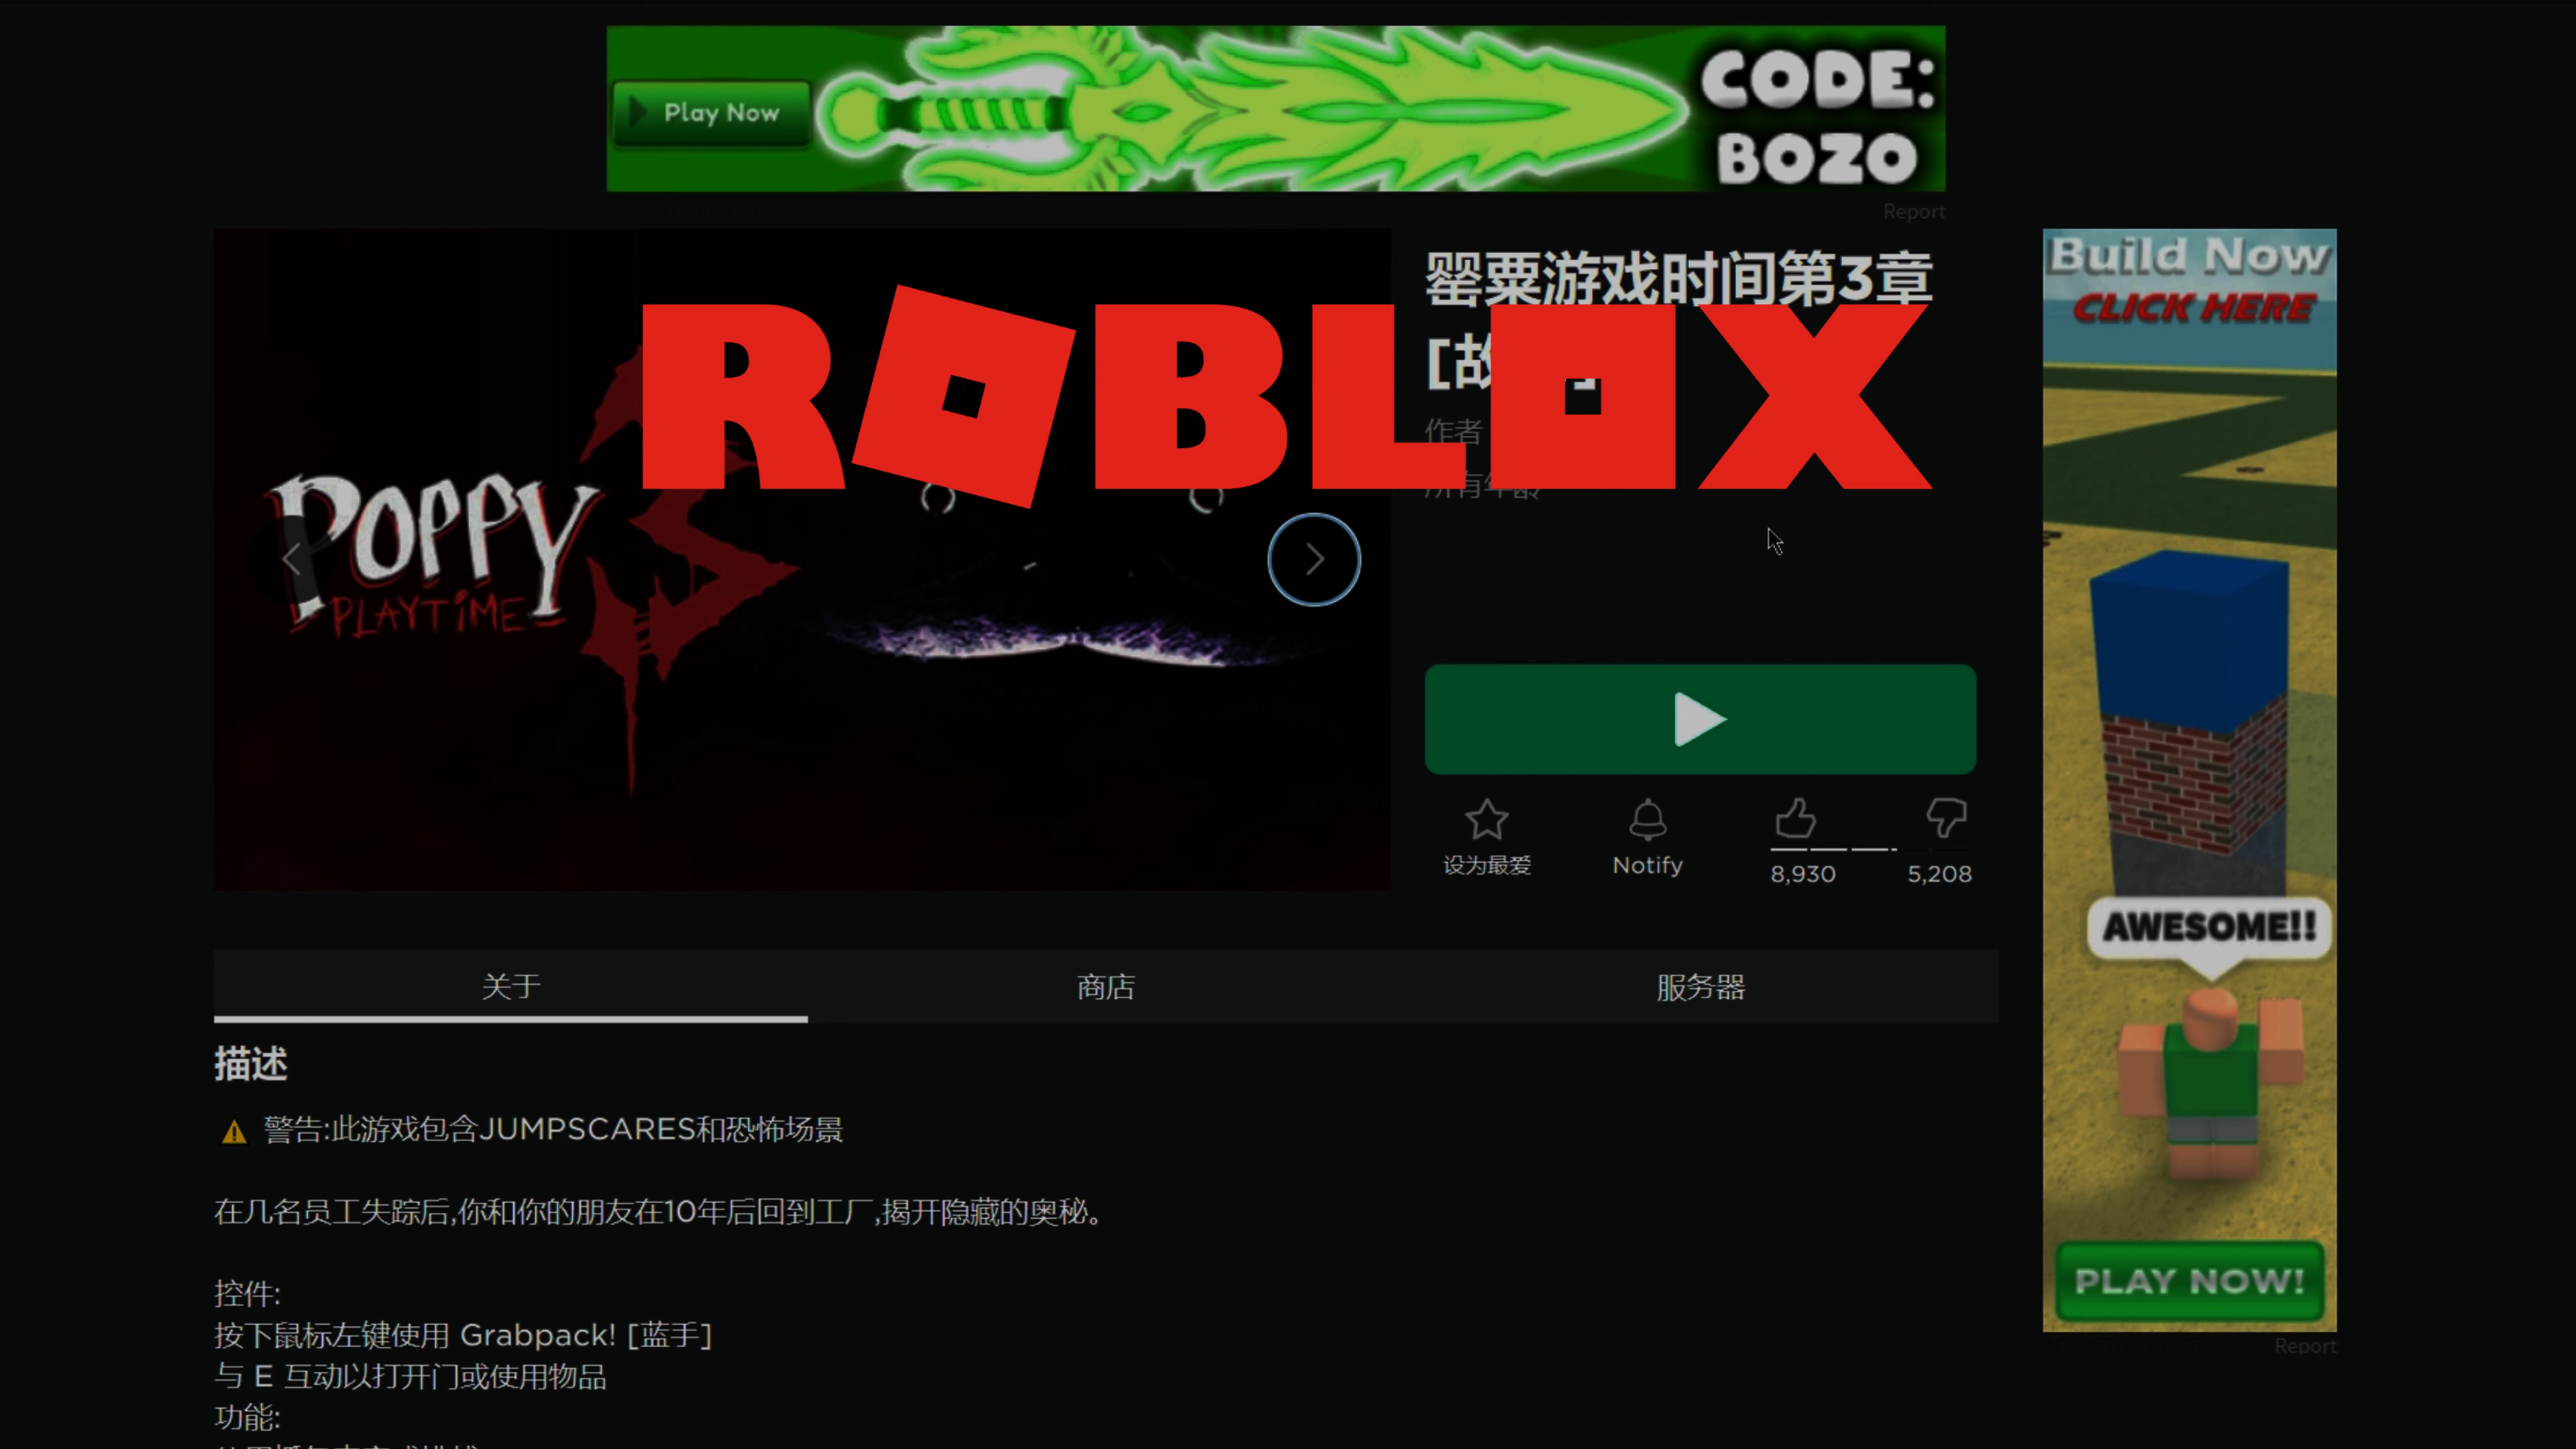 Play Now
CODE:
BOZO
Report
罂粟游戏时间第3章
ROBLOX
作者
所有年龄
POPPY
PLAYTIME
3
Build Now
CLICK HERE
设为最爱
Notify
8,930
5,208
AWESOME!!
关于
商店
服务器
描述
警告:此游戏包含JUMPSCARES和恐怖场景
在几名员工失踪后,你和你的朋友在10年后回到工厂,揭开隐藏的奥秘。
控件:
按下鼠标左键使用 Grabpack! [蓝手]
与 E 互动以打开门或使用物品
功能:
PLAY NOW!
Report